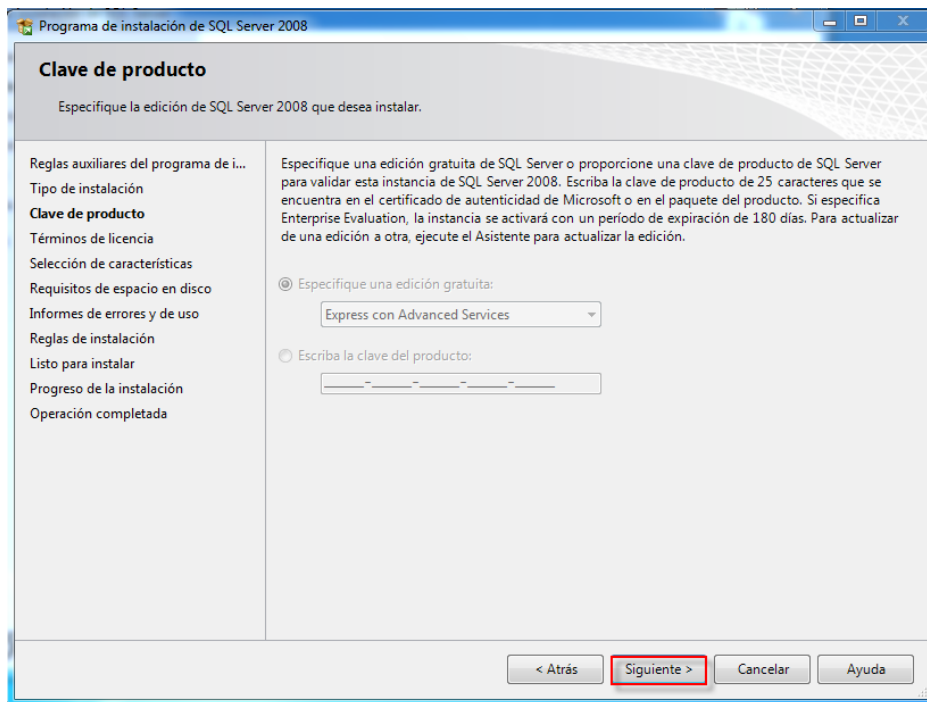 Programa de instalación de SQL Server 2008
Clave de producto
Especifique la edición de SQL Server 2008 que desea instalar.
Reglas auxiliares del programa de i...
Tipo de instalación
Clave de producto
Términos de licencia
Selección de características
Requisitos de espacio en disco
Informes de errores y de uso
Reglas de instalación
Listo para instalar
Progreso de la instalación
Operación completada
Especifique una edición gratuita de SQL Server o proporcione una clave de producto de SQL Server
para validar esta instancia de SQL Server 2008. Escriba la clave de producto de 25 caracteres que se
encuentra en el certificado de autenticidad de Microsoft o en el paquete del producto. Si especifica
Enterprise Evaluation, la instancia se activará con un período de expiración de 180 días. Para actualizar
de una edición a otra, ejecute el Asistente para actualizar la edición.
Especifique una edición gratuita:
Express con Advanced Services
Escriba la clave del producto:
_____-_____-_____-_____-_____
< Atrás
Siguiente >
Cancelar
Ayuda